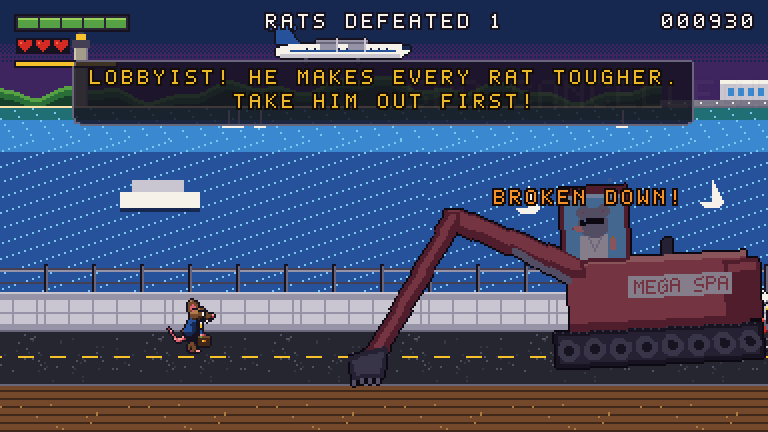 RATS DEFEATED 1
000930
LOBBYIST! HE MAKES EVERY RAT TOUGHER.
TAKE HIM OUT FIRST!
BROKEN DOWN!
MEGA SPA